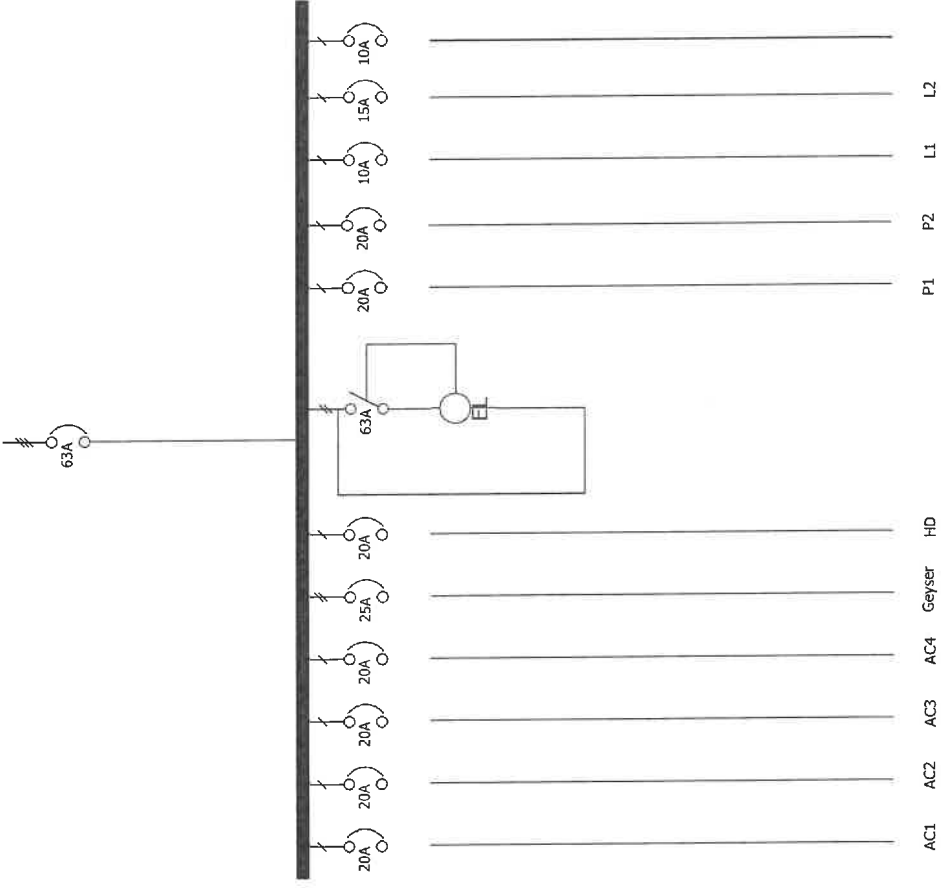 63A
10A
15A
L2
10A
L1
20A
P2
20A
P1
63A
EL
20A
HD
25A
Geyser
20A
AC4
20A
AC3
20A
AC2
20A
AC1